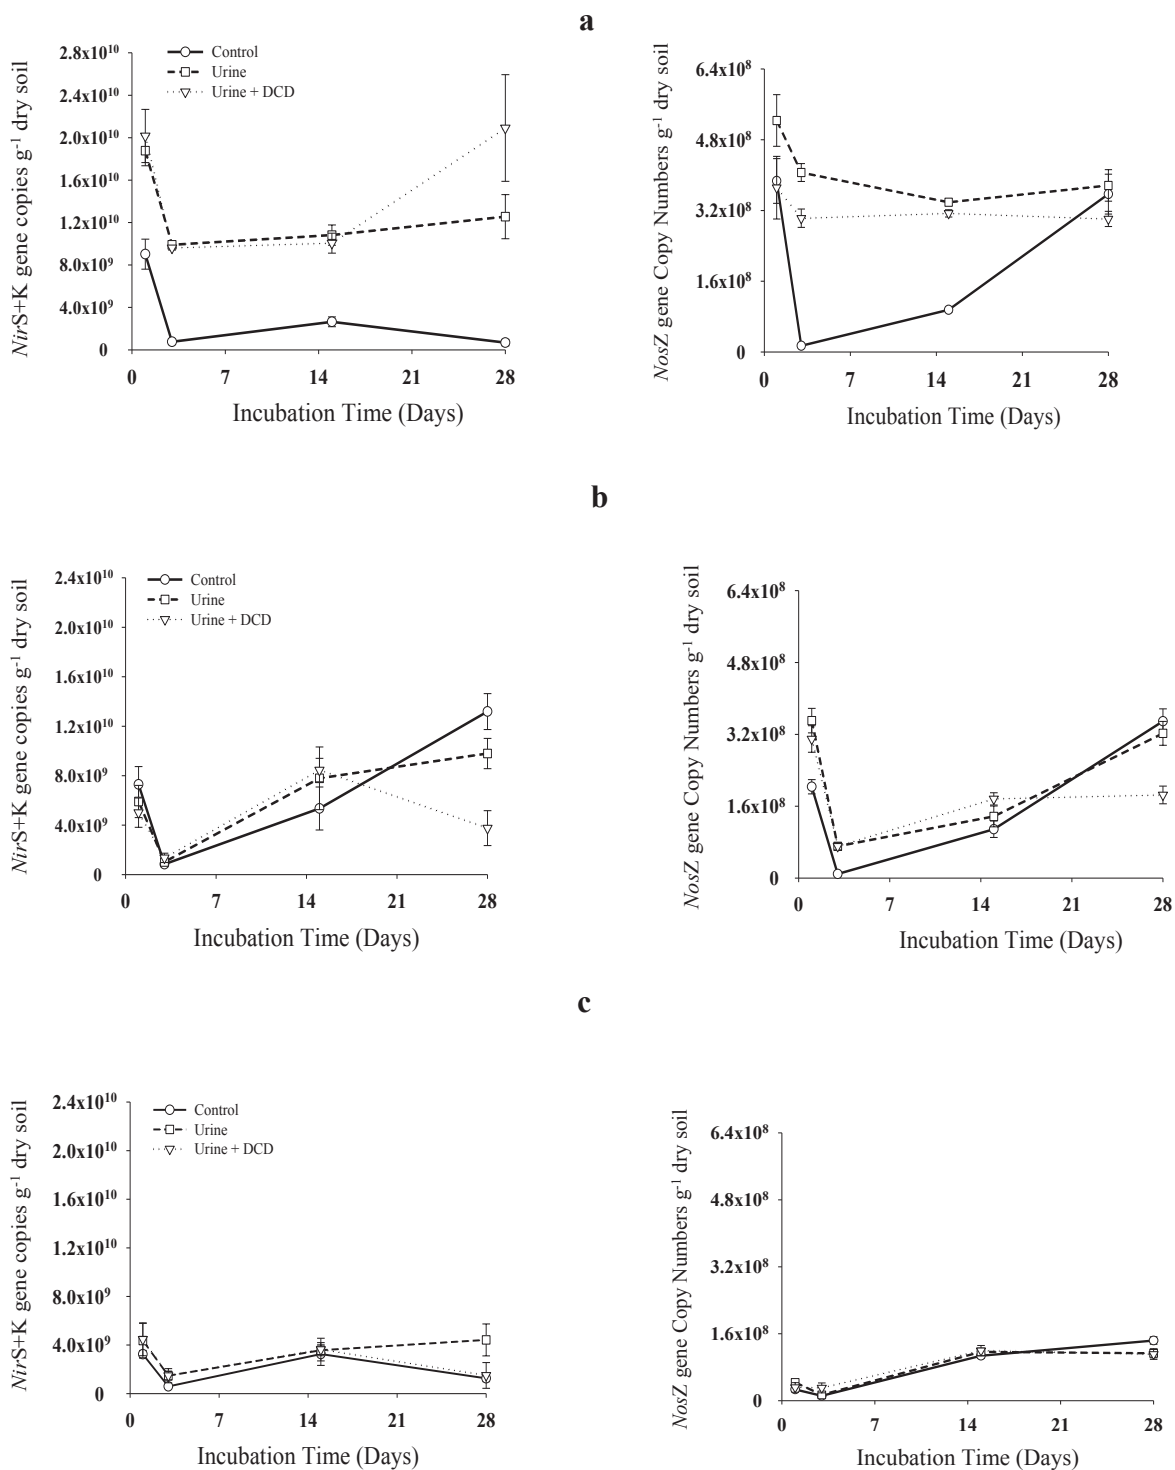 a
NirS+K gene copies g⁻¹ dry soil
2.8x10¹⁰
2.4x10¹⁰
2.0x10¹⁰
1.6x10¹⁰
1.2x10¹⁰
8.0x10⁹
4.0x10⁹
0
Control
Urine
Urine + DCD
0 7 14 21 28
Incubation Time (Days)
NosZ gene Copy Numbers g⁻¹ dry soil
6.4x10⁸
4.8x10⁸
3.2x10⁸
1.6x10⁸
0
0 7 14 21 28
Incubation Time (Days)
b
NirS+K gene copies g⁻¹ dry soil
2.4x10¹⁰
2.0x10¹⁰
1.6x10¹⁰
1.2x10¹⁰
8.0x10⁹
4.0x10⁹
0
Control
Urine
Urine + DCD
0 7 14 21 28
Incubation Time (Days)
NosZ gene Copy Numbers g⁻¹ dry soil
6.4x10⁸
4.8x10⁸
3.2x10⁸
1.6x10⁸
0
0 7 14 21 28
Incubation Time (Days)
c
NirS+K gene copies g⁻¹ dry soil
2.4x10¹⁰
2.0x10¹⁰
1.6x10¹⁰
1.2x10¹⁰
8.0x10⁹
4.0x10⁹
0
Control
Urine
Urine + DCD
0 7 14 21 28
Incubation Time (Days)
NosZ gene Copy Numbers g⁻¹ dry soil
6.4x10⁸
4.8x10⁸
3.2x10⁸
1.6x10⁸
0
0 7 14 21 28
Incubation Time (Days)